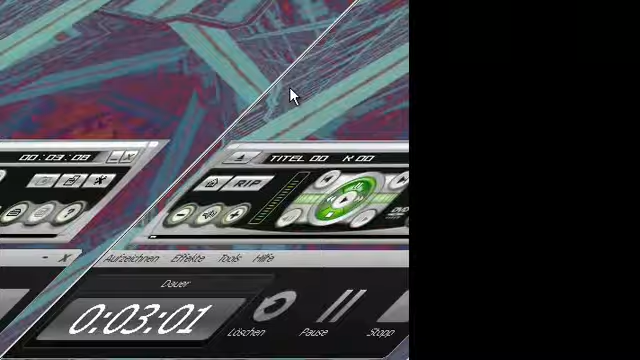 00:03:08
TITEL 00 K 00
RIP
Aufzeichnen Effekte Tools Hilfe
Dauer
0:03:01
Löschen Pause Stopp